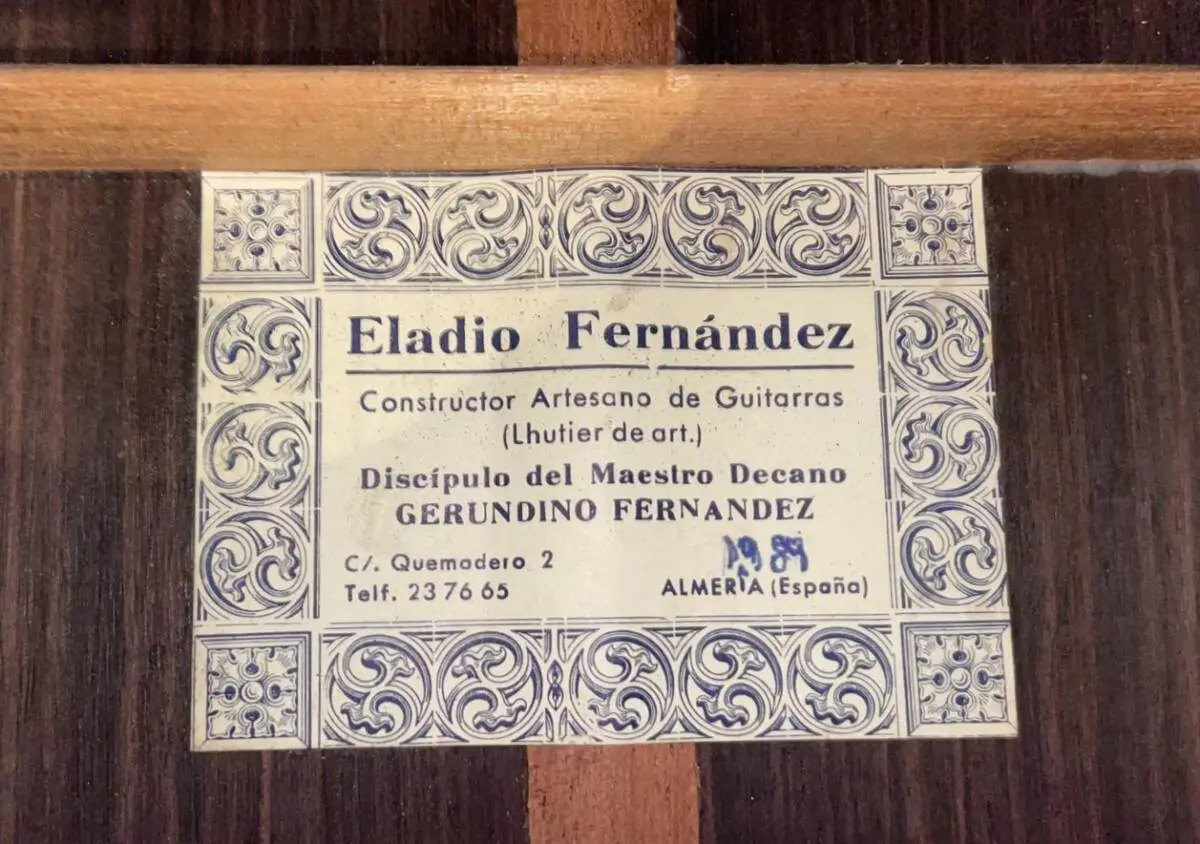 Eladio Fernández
Constructor Artesano de Guitarras
(Lhutier de art.)
Discípulo del Maestro Decano
GERUNDINO FERNANDEZ
C/. Quemadero 2
1989
Telf. 23 76 65
ALMERIA (España)